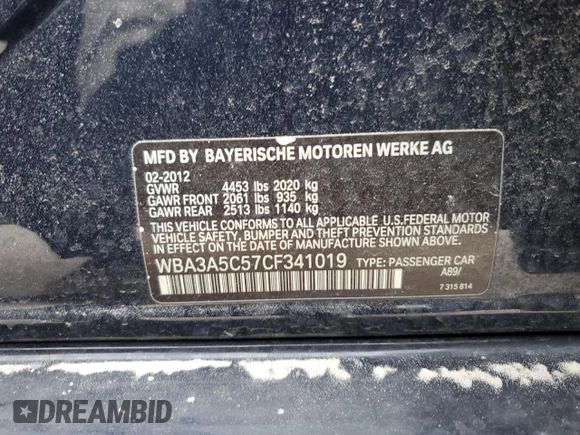 MFD BY BAYERISCHE MOTOREN WERKE AG
02-2012
GVWR 4453 lbs 2020 kg
GAWR FRONT 2061 lbs 935 kg
GAWR REAR 2513 lbs 1140 kg
THIS VEHICLE CONFORMS TO ALL APPLICABLE U.S.FEDERAL MOTOR
VEHICLE SAFETY, BUMPER, AND THEFT PREVENTION STANDARDS
IN EFFECT ON THE DATE OF MANUFACTURE SHOWN ABOVE.
WBA3A5C57CF341019 TYPE: PASSENGER CAR
A89/
7 315 814
DREAMBID